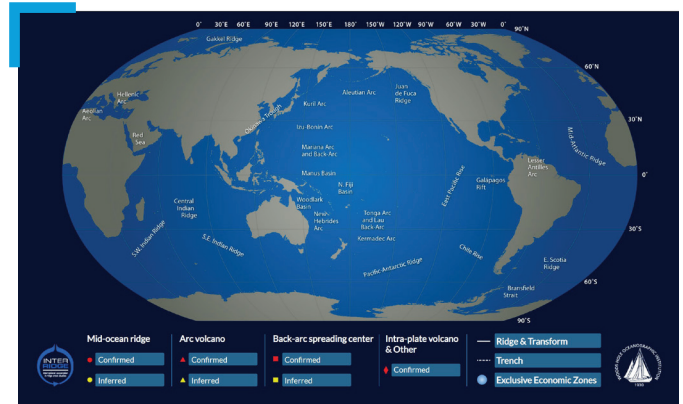 0° 30°E 60°E 90°E 120°E 150°E 180° 150°W 120°W 90°W 60°W 30°W 0°
90°N
Gakkel Ridge
60°N
Aleutian Arc
Juan
de Fuca
Ridge
Hellenic
Arc
Aeolian
Arc
Kuril Arc
Okinawa Trough
30°N
Izu-Bonin Arc
Red
Sea
Mid-Atlantic Ridge
Mariana Arc
and Back-Arc
Lesser
Antilles
Arc
Manus Basin
0°
N. Fiji
Basin
Galapagos
Rift
East Pacific Rise
Woodlark
Basin
Central
Indian
Ridge
New
Hebrides
Arc
Tonga Arc
and Lau
Back-Arc
30°S
Kermadec Arc
S.W. Indian Ridge
S.E. Indian Ridge
Chile Rise
E. Scotia
Ridge
Pacific-Antarctic Ridge
60°S
Bransfield
Strait
90°S
Mid-ocean ridge
Confirmed
Inferred
Arc volcano
Confirmed
Inferred
Back-arc spreading center
Confirmed
Inferred
Intra-plate volcano
& Other
Confirmed
Ridge & Transform
Trench
Exclusive Economic Zones
INTER
RIDGE
WOODS HOLE OCEANOGRAPHIC INSTITUTION
1930